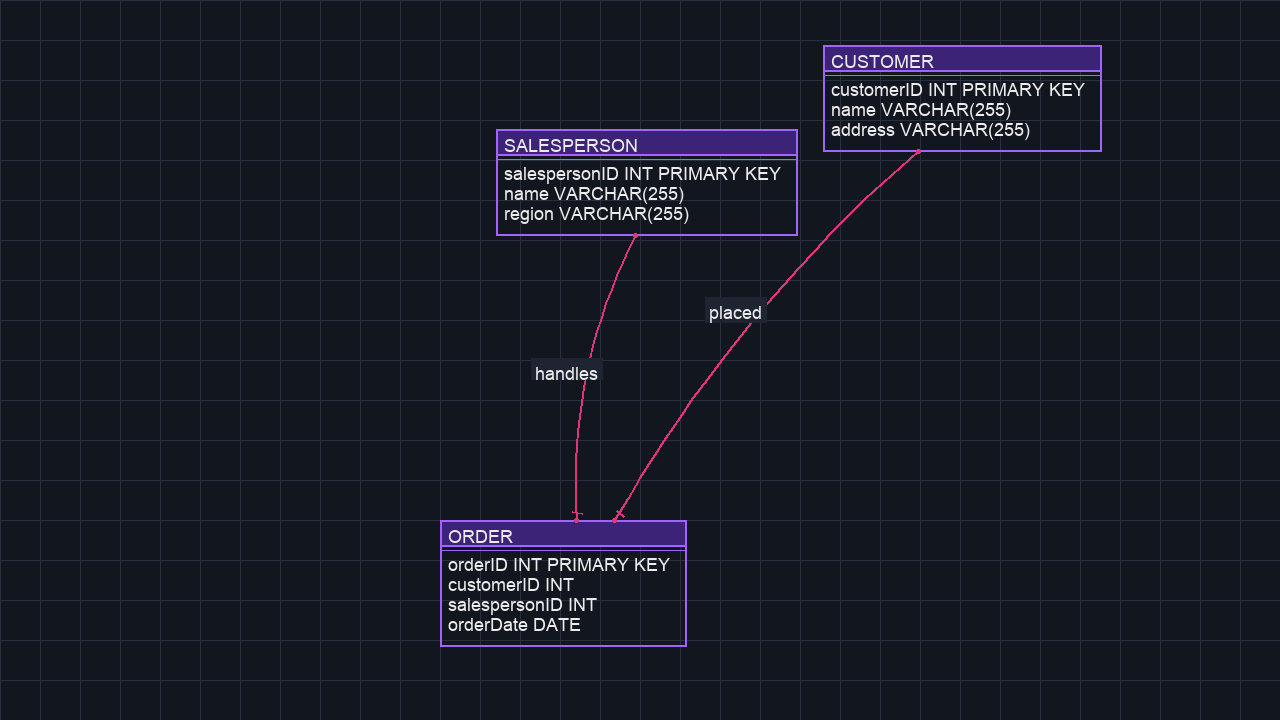 CUSTOMER
customerID INT PRIMARY KEY
name VARCHAR(255)
address VARCHAR(255)
SALESPERSON
salespersonID INT PRIMARY KEY
name VARCHAR(255)
region VARCHAR(255)
placed
handles
ORDER
orderID INT PRIMARY KEY
customerID INT
salespersonID INT
orderDate DATE